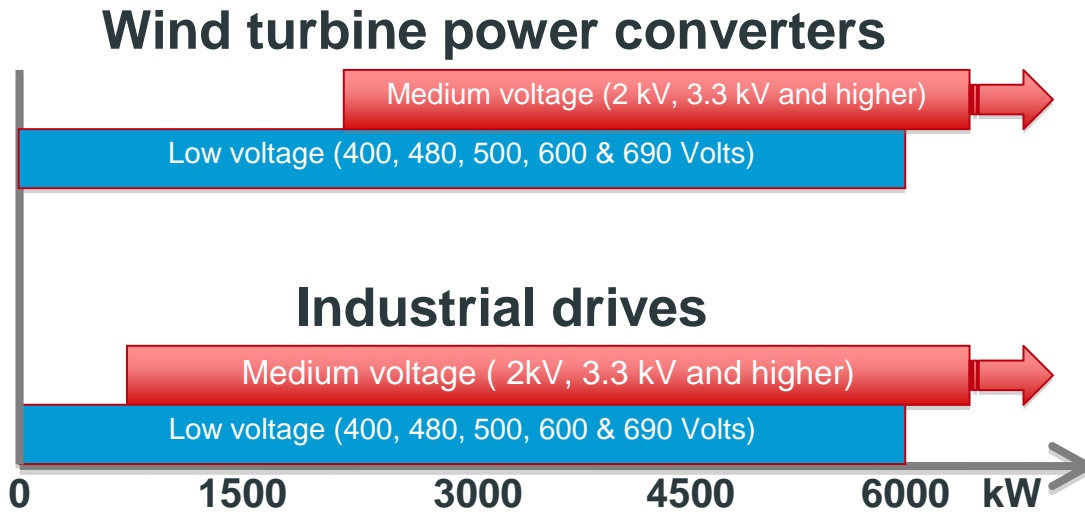 Wind turbine power converters
Medium voltage (2 kV, 3.3 kV and higher)
Low voltage (400, 480, 500, 600 & 690 Volts)
Industrial drives
Medium voltage ( 2kV, 3.3 kV and higher)
Low voltage (400, 480, 500, 600 & 690 Volts)
0 1500 3000 4500 6000 kW